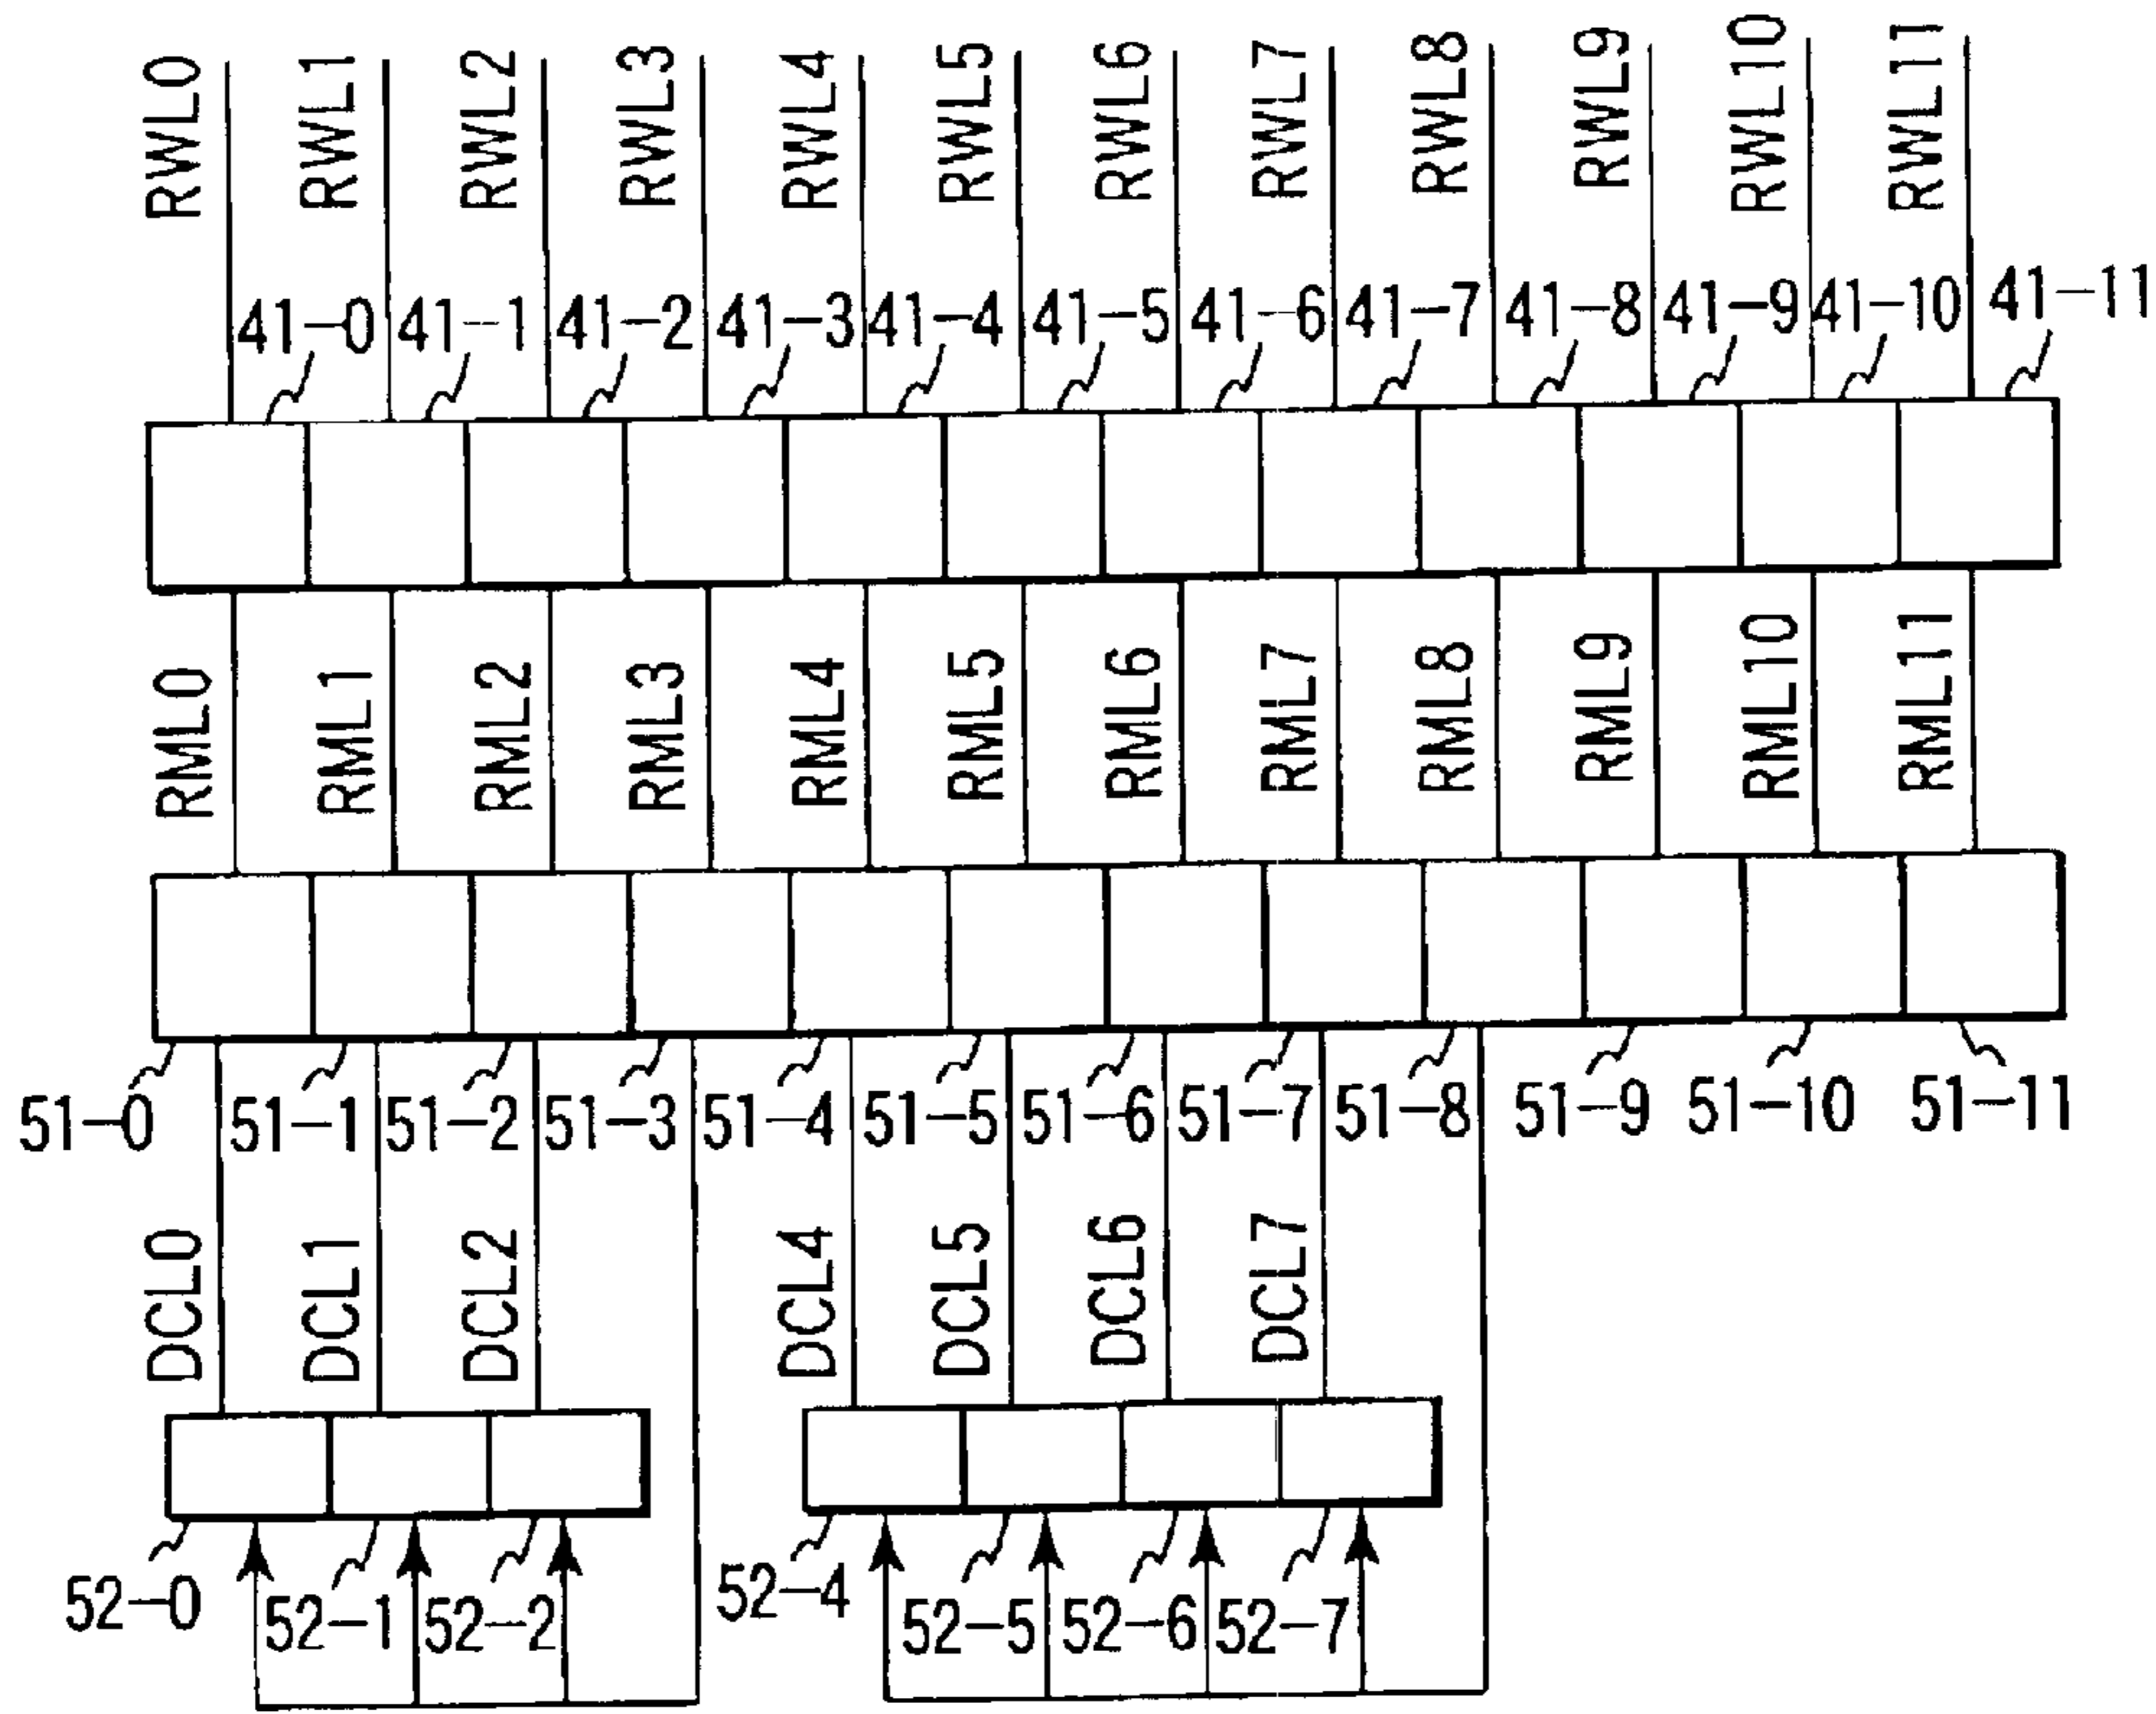 RWL0 RWL1 RWL2 RWL3 RWL4 RWL5 RWL6 RWL7 RWL8 RWL9 RWL10 RWL11
41-0 41-1 41-2 41-3 41-4 41-5 41-6 41-7 41-8 41-9 41-10 41-11
RML0 RML1 RML2 RML3 RML4 RML5 RML6 RML7 RML8 RML9 RML10 RML11
51-0 51-1 51-2 51-3 51-4 51-5 51-6 51-7 51-8 51-9 51-10 51-11
DCL0 DCL1 DCL2 DCL4 DCL5 DCL6 DCL7
52-0 52-1 52-2 52-4 52-5 52-6 52-7